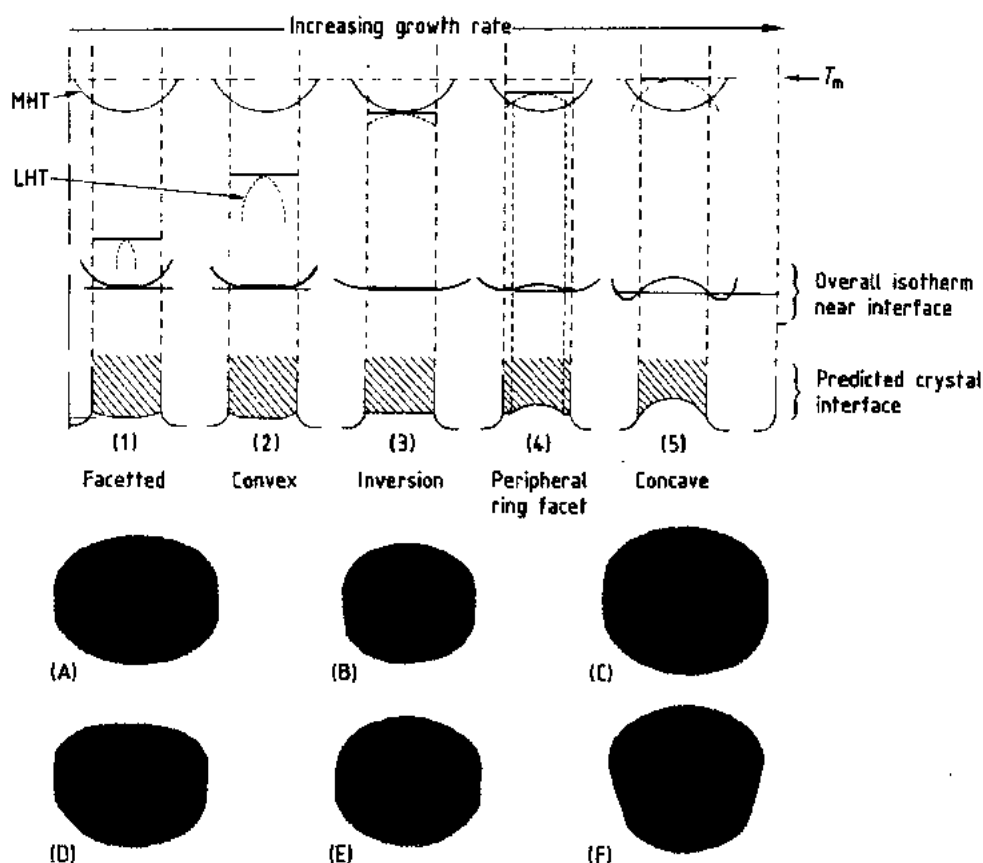 Increasing growth rate
Tm
MHT
LHT
Overall isotherm
near interface
Predicted crystal
interface
(1) (2) (3) (4) (5)
Facetted Convex Inversion Peripheral
ring facet Concave
(A) (B) (C)
(D) (E) (F)